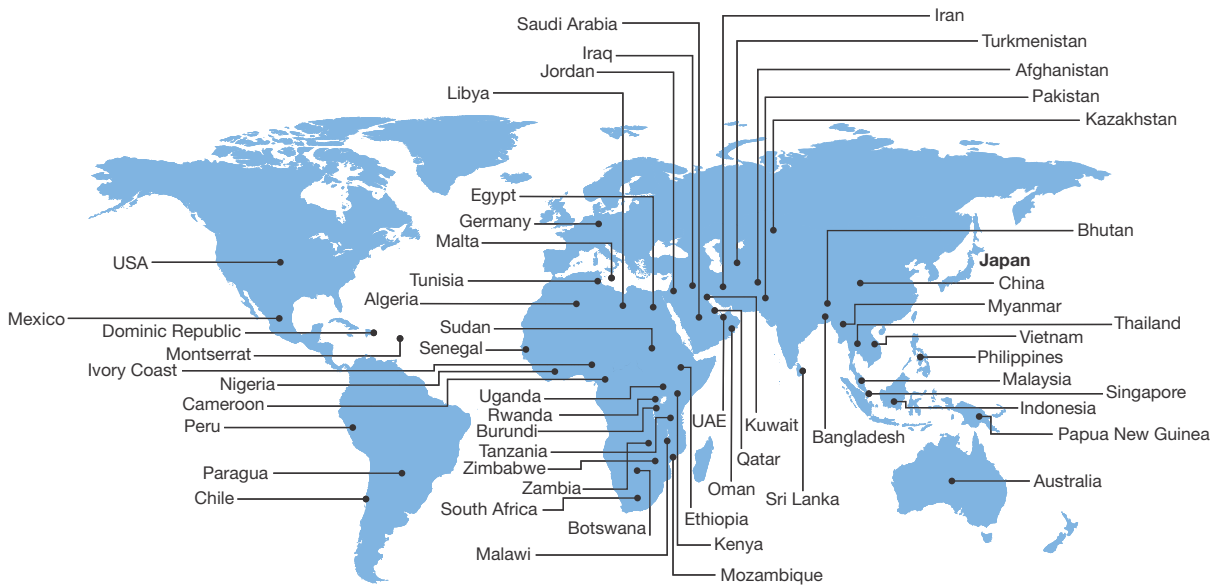 Iran
Saudi Arabia
Turkmenistan
Iraq
Jordan
Afghanistan
Libya
Pakistan
Kazakhstan
Egypt
Germany
Bhutan
Malta
USA
Japan
Tunisia
China
Algeria
Myanmar
Mexico
Dominic Republic
Sudan
Thailand
Vietnam
Montserrat
Senegal
Philippines
Ivory Coast
Nigeria
Malaysia
Uganda
Singapore
Cameroon
Rwanda
UAE
Kuwait
Indonesia
Peru
Burundi
Bangladesh
Papua New Guinea
Tanzania
Qatar
Zimbabwe
Paragua
Zambia
Oman
Australia
Chile
Sri Lanka
South Africa
Ethiopia
Botswana
Kenya
Malawi
Mozambique